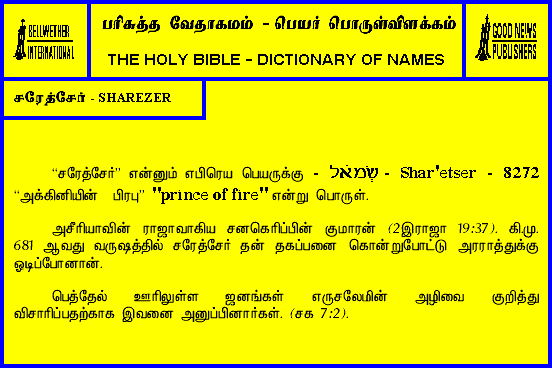 BELLWETHER
INTERNATIONAL
பரிசுத்த வேதாகமம் - பெயர் பொருள்விளக்கம்
THE HOLY BIBLE - DICTIONARY OF NAMES
GOOD NEWS
PUBLISHERS
சரேத்சேர் - SHAREZER
“சரேத்சேர்” என்னும் எபிரெய பெயருக்கு - שְׂמֹאל - Shar'etser - 8272
“அக்கினியின் பிரபு” "prince of fire" என்று பொருள்.
அசீரியாவின் ராஜாவாகிய சனகெரிப்பின் குமாரன் (2இராஜா 19:37). கி.மு.
681 ஆவது வருஷத்தில் சரேத்சேர் தன் தகப்பனை கொன்றுபோட்டு அரராத்துக்கு
ஓடிப்போனான்.
பெத்தேல் ஊரிலுள்ள ஜனங்கள் எருசலேமின் அழிவை குறித்து
விசாரிப்பதற்காக இவனை அனுப்பினார்கள். (சக 7:2).